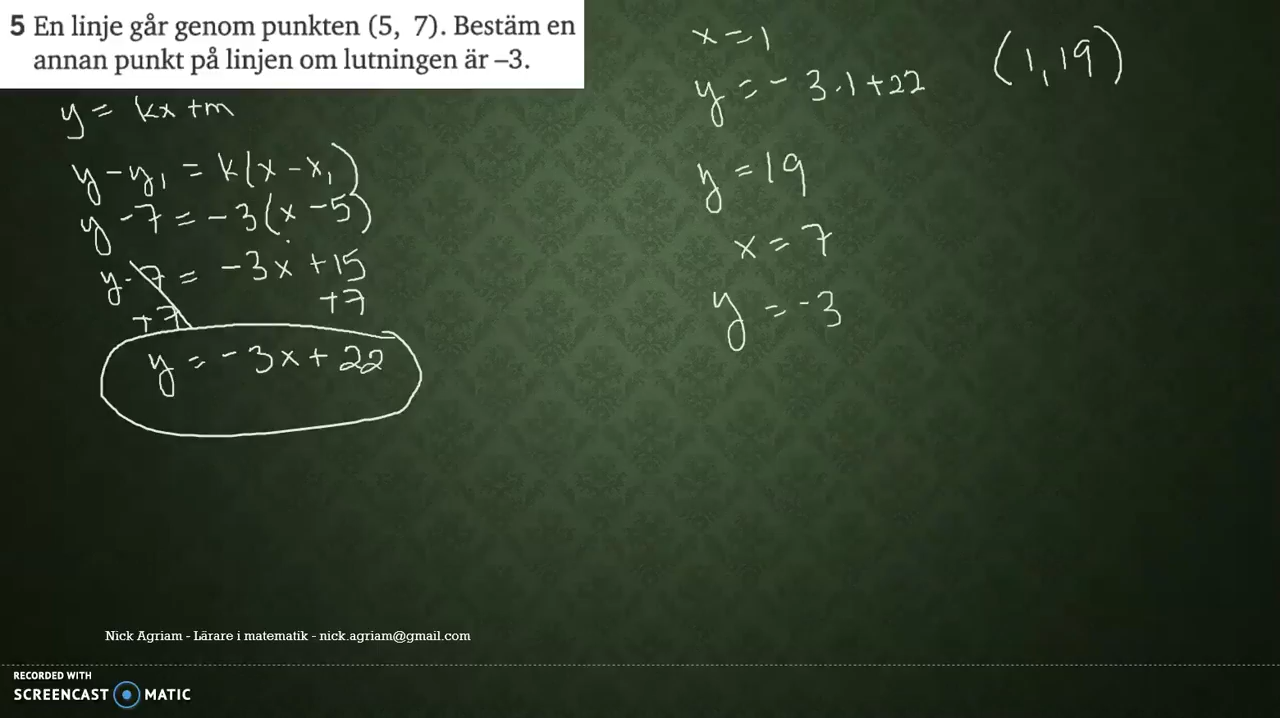 5 En linje går genom punkten (5, 7). Bestäm en
annan punkt på linjen om lutningen är –3.
y = kx + m
y - y₁ = k(x - x₁)
y - 7 = -3(x - 5)
y - 7 = -3x + 15
+7 +7
y = -3x + 22
x = 1
y = -3·1 + 22
(1, 19)
y = 19
x = 7
y = -3
Nick Agriam - Lärare i matematik - nick.agriam@gmail.com
RECORDED WITH
SCREENCAST MATIC